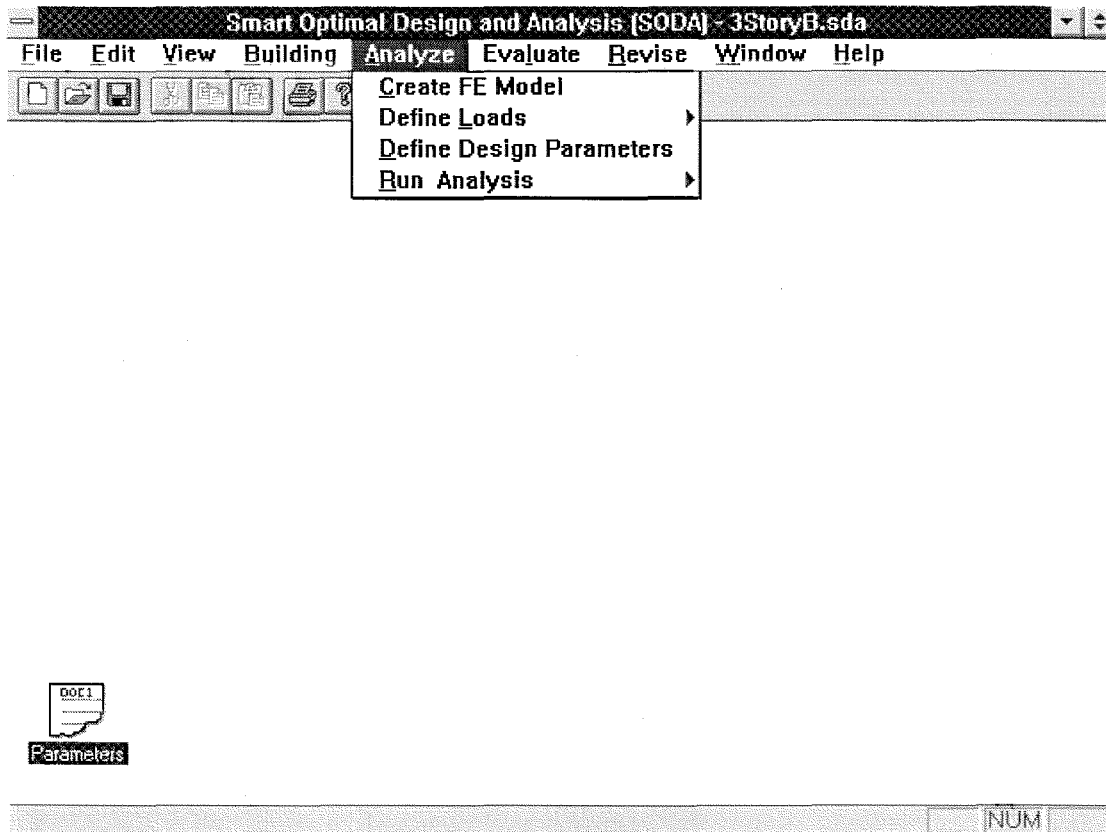 Smart Optimal Design and Analysis (SODA) - 3StoryB.sda
File Edit View Building Analyze Evaluate Revise Window Help
Create FE Model
Define Loads
Define Design Parameters
Run Analysis
DOC1
Parameters
NUM